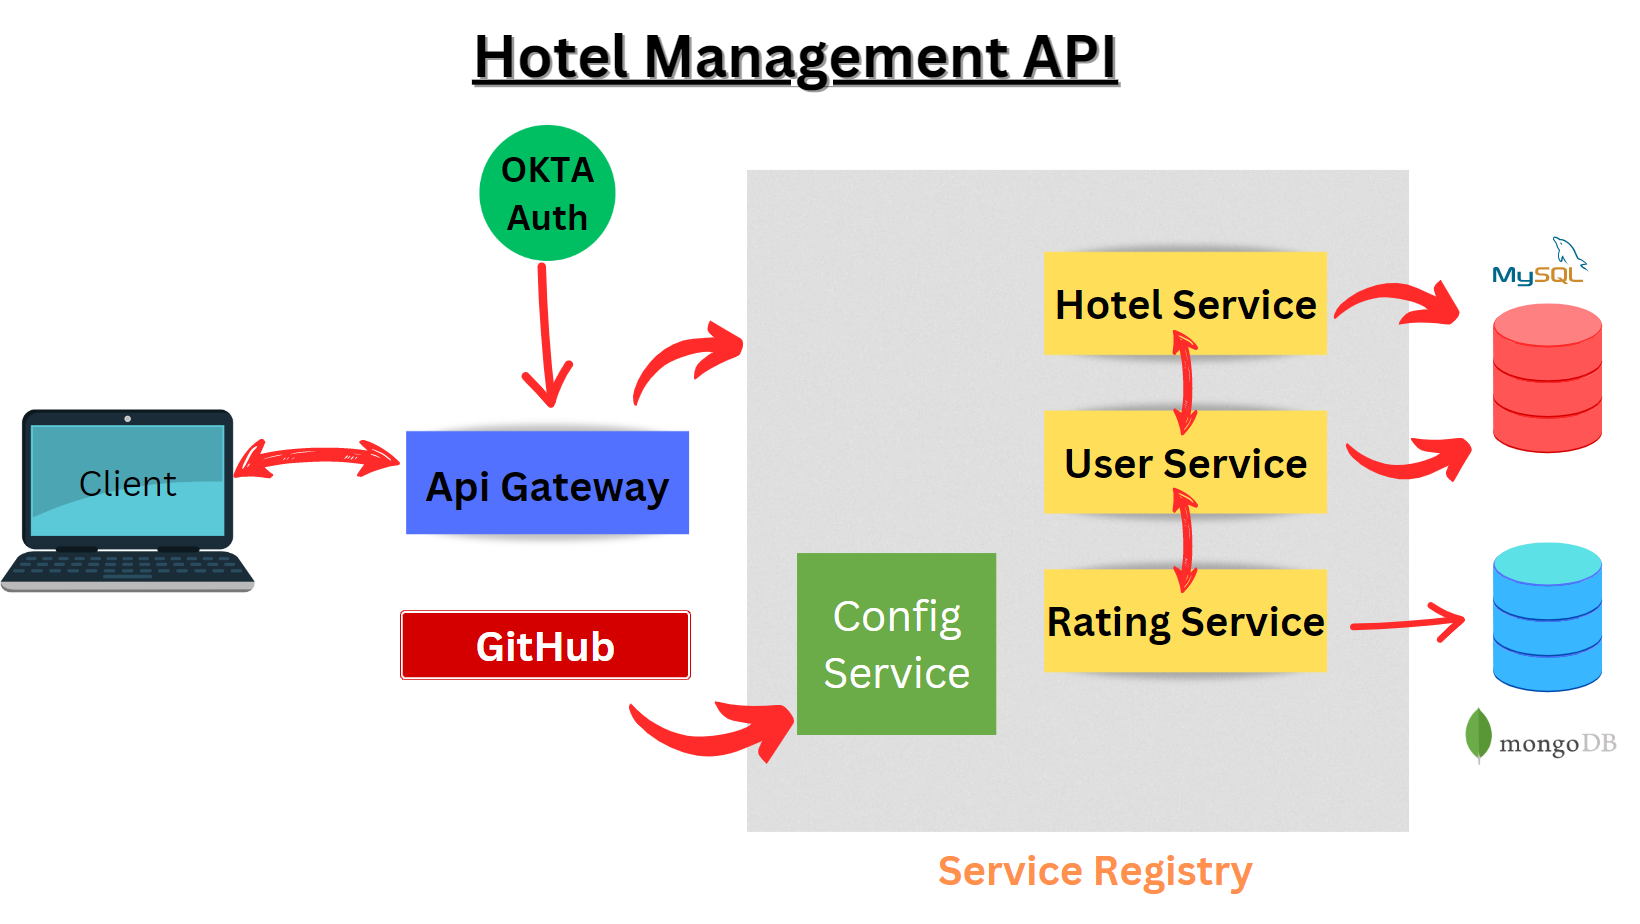 Hotel Management API
OKTA
Auth
Client
Api Gateway
GitHub
Config
Service
Hotel Service
User Service
Rating Service
MySQL
mongoDB
Service Registry